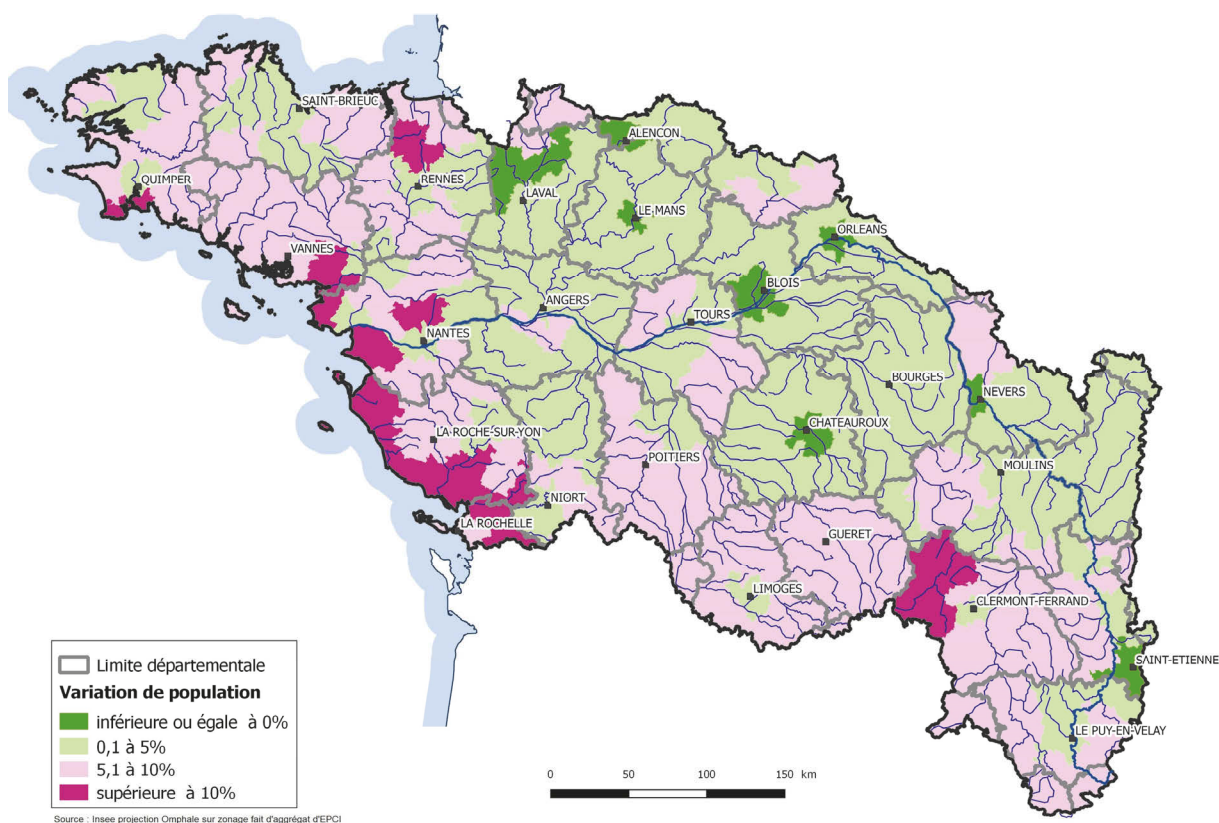 SAINT-BRIEUC
ALENCON
QUIMPER
RENNES
LAVAL
LE MANS
ORLEANS
VANNES
BLOIS
ANGERS
TOURS
NANTES
BOURGES
NEVERS
CHATEAUROUX
LA ROCHE-SUR-YON
POITIERS
MOULINS
NIORT
LA ROCHELLE
GUERET
LIMOGES
CLERMONT-FERRAND
SAINT-ETIENNE
LE PUY-EN-VELAY
Limite départementale
Variation de population
inférieure ou égale à 0%
0,1 à 5%
5,1 à 10%
supérieure à 10%
0 50 100 150 km
Source : Insee projection Omphale sur zonage fait d'aggrégat d'EPCI